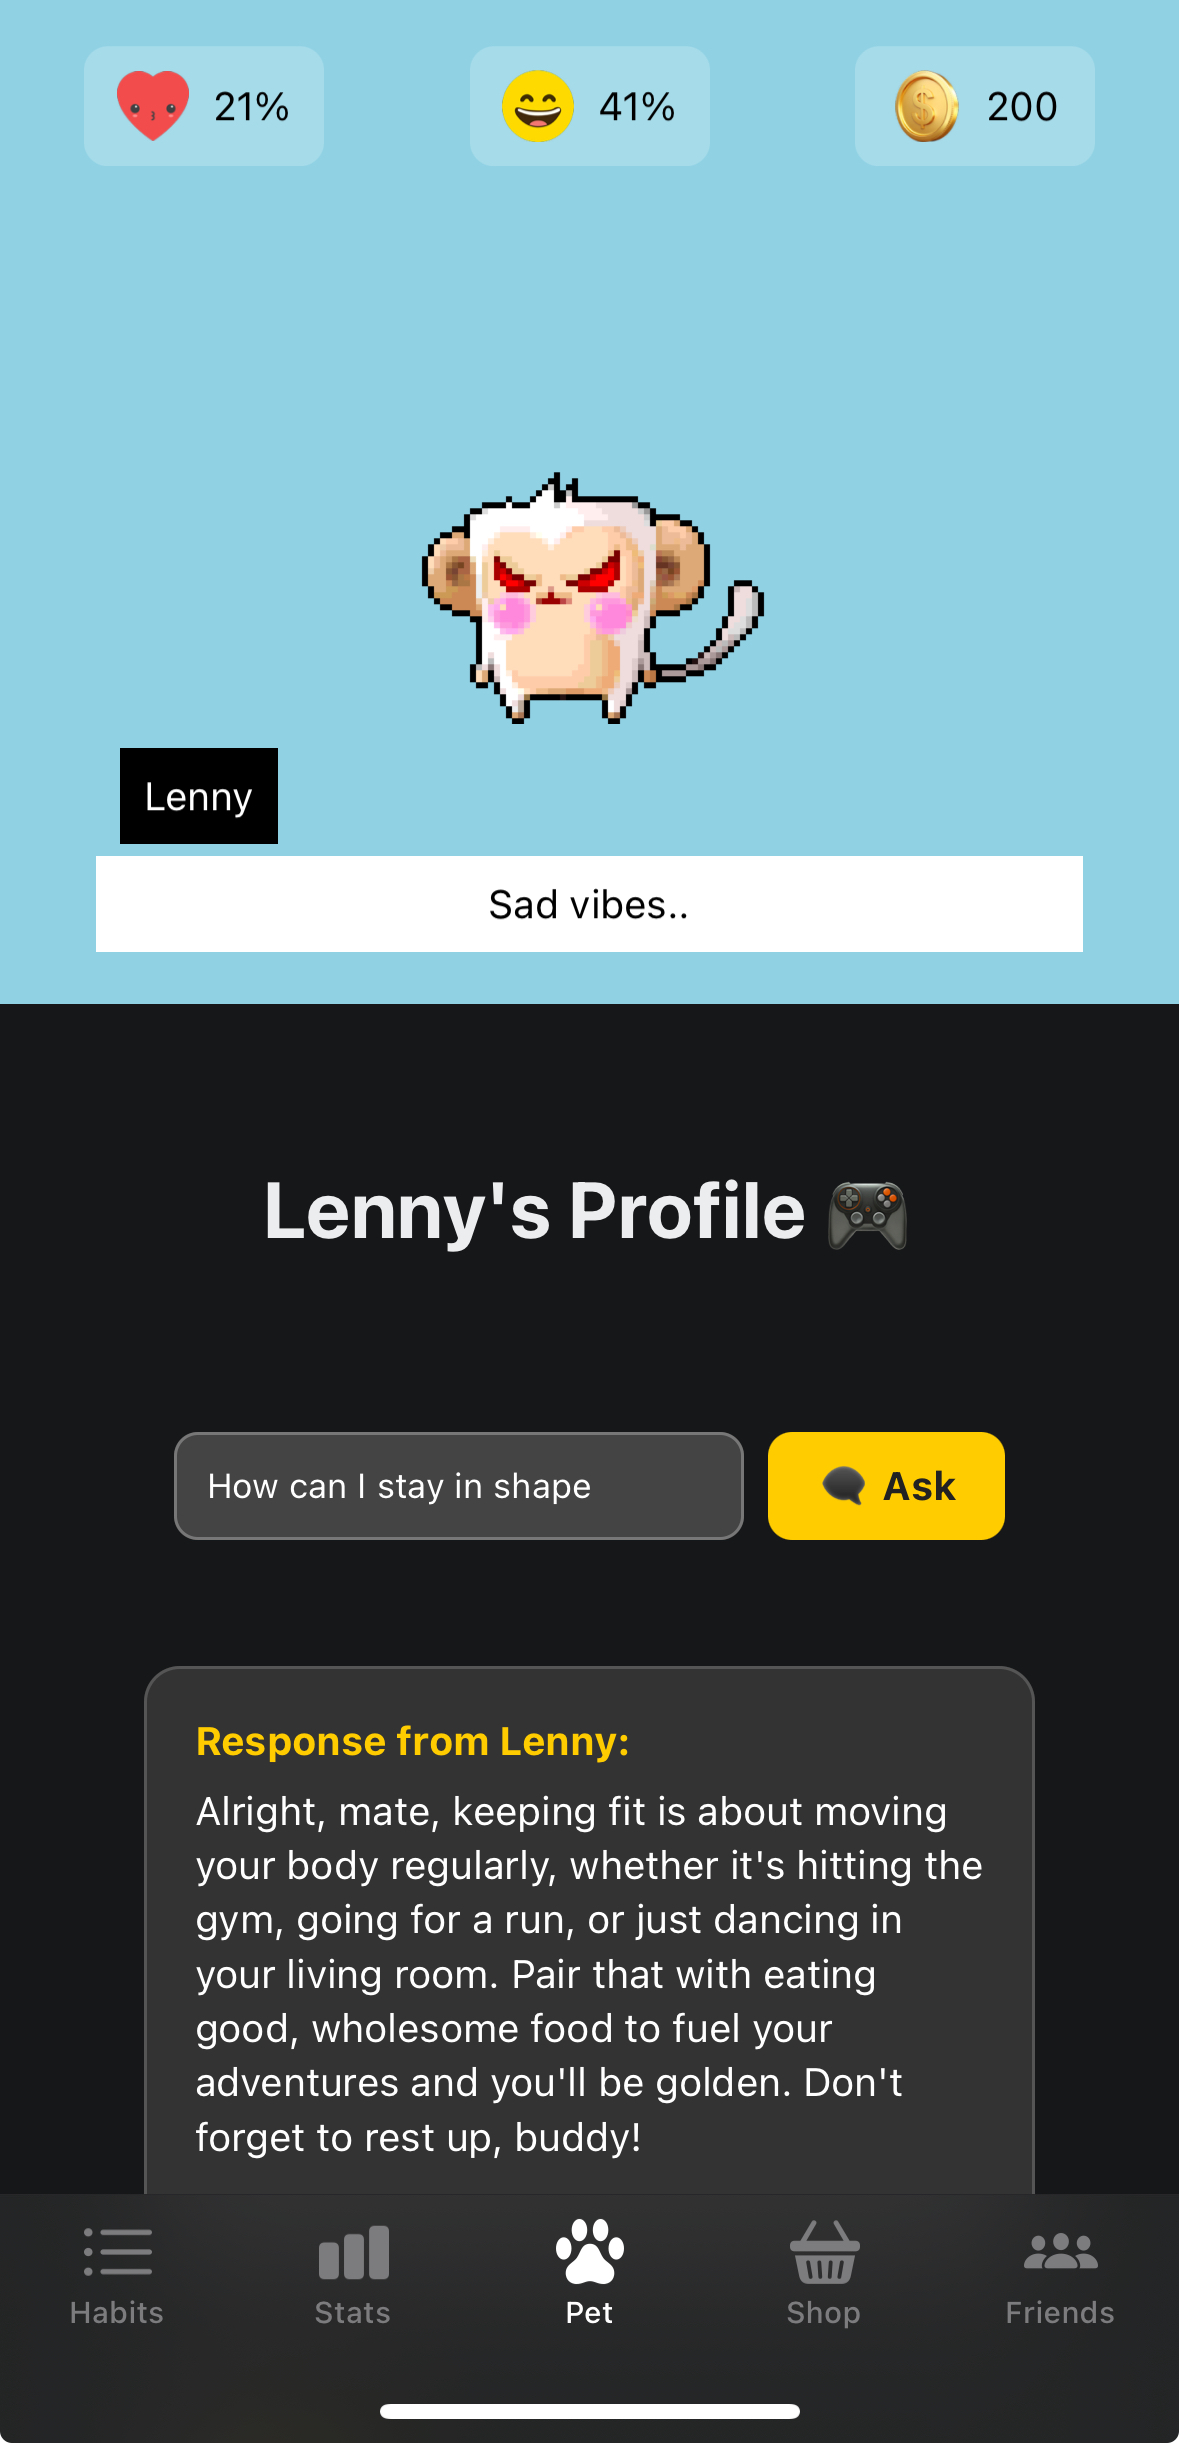 21%
41%
200
Lenny
Sad vibes..
Lenny's Profile 🎮
How can I stay in shape
🗨 Ask
Response from Lenny:
Alright, mate, keeping fit is about moving
your body regularly, whether it's hitting the
gym, going for a run, or just dancing in
your living room. Pair that with eating
good, wholesome food to fuel your
adventures and you'll be golden. Don't
forget to rest up, buddy!
Habits
Stats
Pet
Shop
Friends